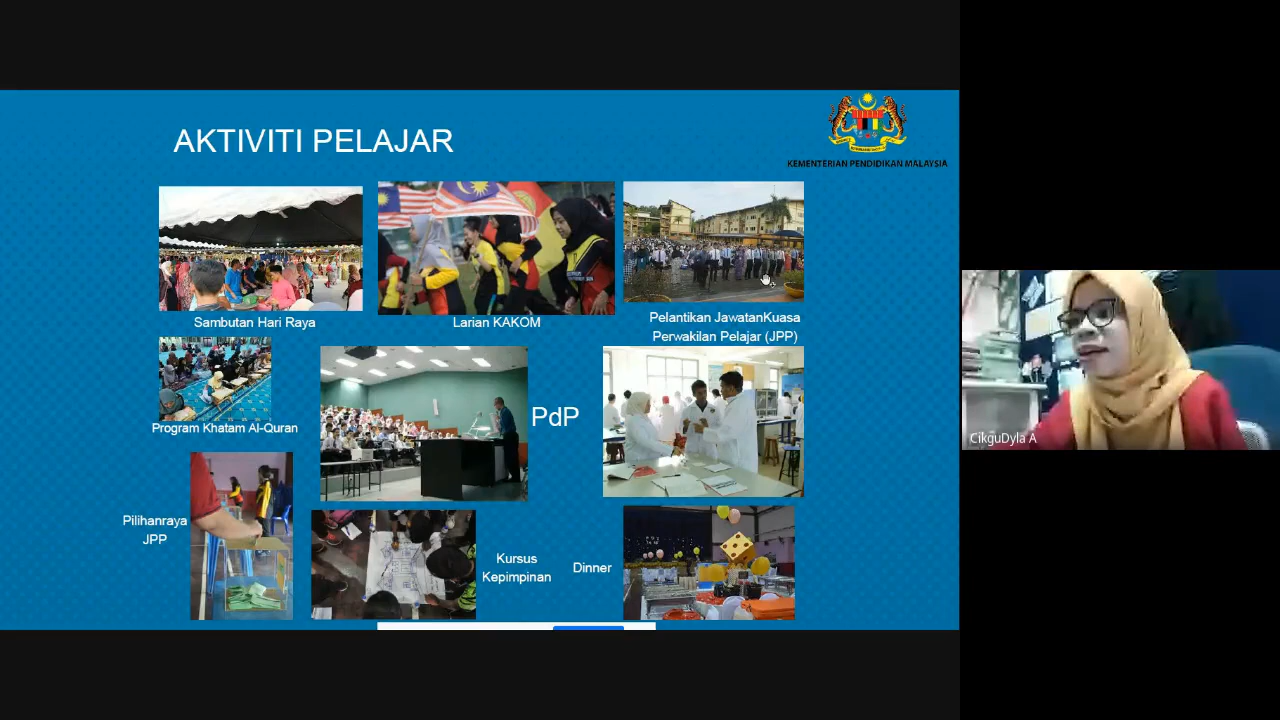 AKTIVITI PELAJAR
KEMENTERIAN PENDIDIKAN MALAYSIA
Sambutan Hari Raya
Larian KAKOM
Pelantikan JawatanKuasa
Perwakilan Pelajar (JPP)
Program Khatam Al-Quran
PdP
Pilihanraya
JPP
Kursus
Kepimpinan
Dinner
CikguDyla A